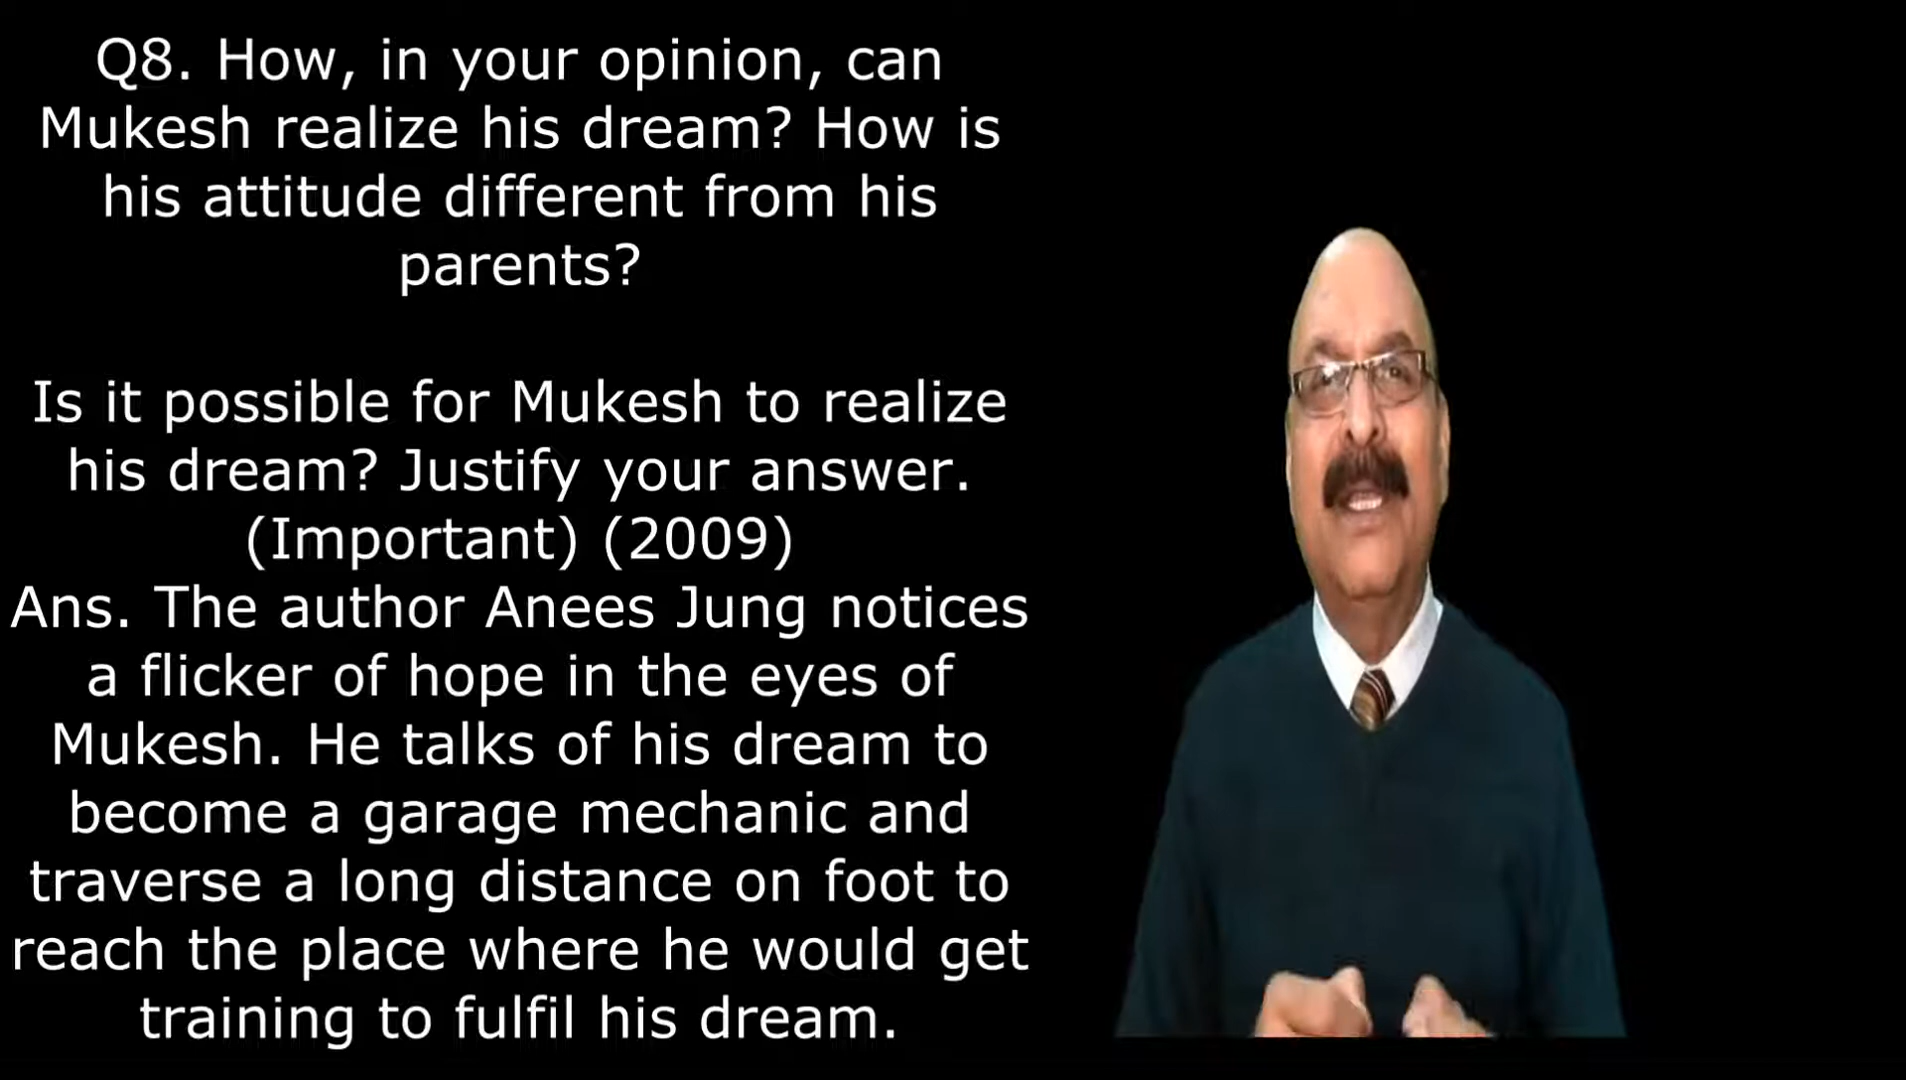 Q8. How, in your opinion, can
Mukesh realize his dream? How is
his attitude different from his
parents?
Is it possible for Mukesh to realize
his dream? Justify your answer.
(Important) (2009)
Ans. The author Anees Jung notices
a flicker of hope in the eyes of
Mukesh. He talks of his dream to
become a garage mechanic and
traverse a long distance on foot to
reach the place where he would get
training to fulfil his dream.